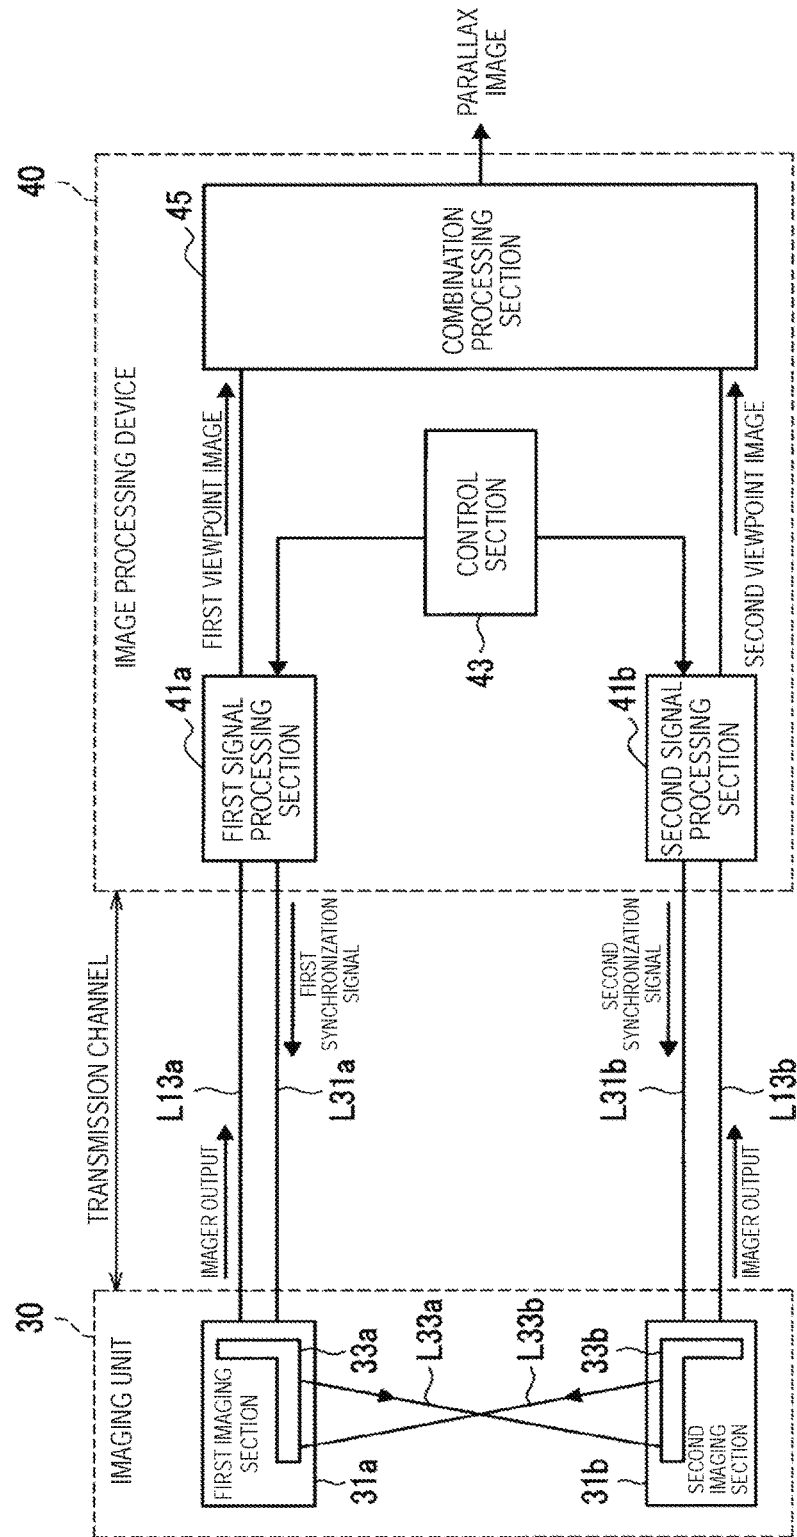 30
IMAGING UNIT
FIRST IMAGING
SECTION
31a
33a
L33a
L33b
33b
31b
SECOND
IMAGING
SECTION
TRANSMISSION CHANNEL
IMAGER OUTPUT
L13a
L31a
FIRST
SYNCHRONIZATION
SIGNAL
SECOND
SYNCHRONIZATION
SIGNAL
L31b
L13b
IMAGER OUTPUT
40
IMAGE PROCESSING DEVICE
41a
FIRST SIGNAL
PROCESSING
SECTION
FIRST VIEWPOINT IMAGE
43
CONTROL
SECTION
41b
SECOND SIGNAL
PROCESSING
SECTION
SECOND VIEWPOINT IMAGE
45
COMBINATION
PROCESSING
SECTION
PARALLAX
IMAGE